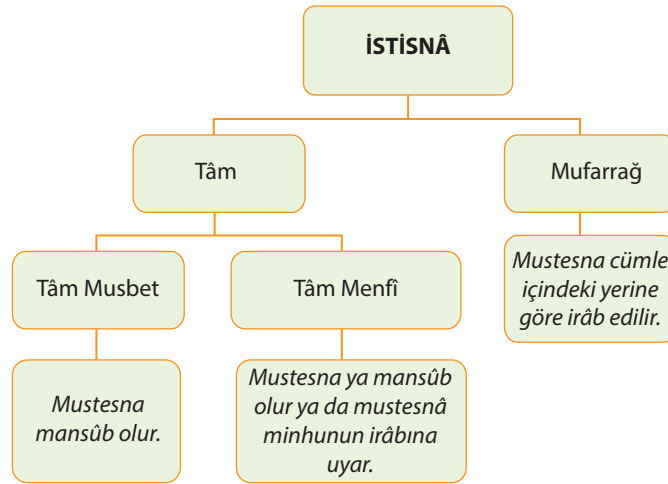 İSTİSNÂ
Tâm
Mufarrağ
Tâm Musbet
Tâm Menfî
Mustesna cümle
içindeki yerine
göre irâb edilir.
Mustesna
mansûb olur.
Mustesna ya mansûb
olur ya da mustesnâ
minhunun irâbına
uyar.